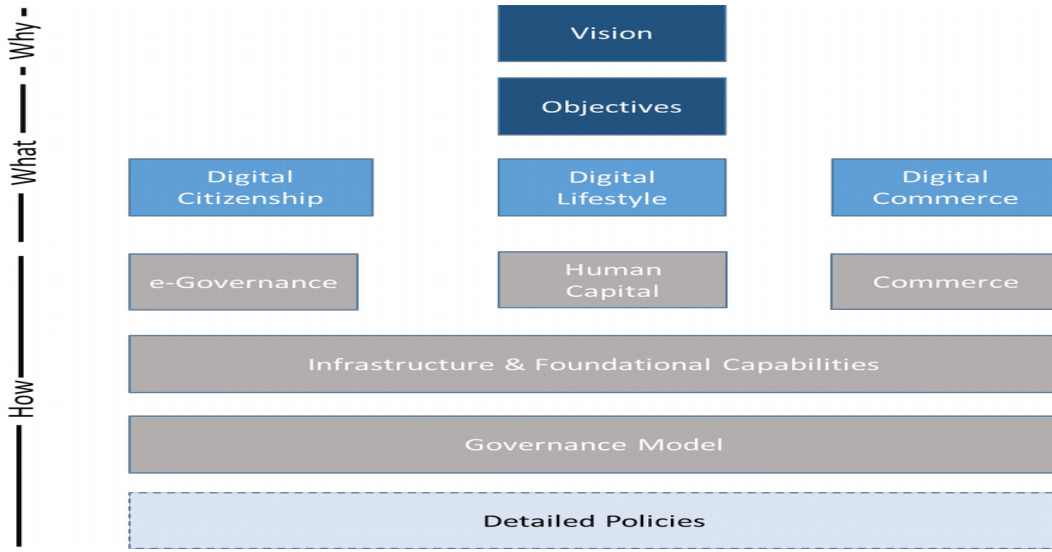 Why
Vision
Objectives
What
Digital
Citizenship
Digital
Lifestyle
Digital
Commerce
e-Governance
Human
Capital
Commerce
Infrastructure & Foundational Capabilities
How
Governance Model
Detailed Policies